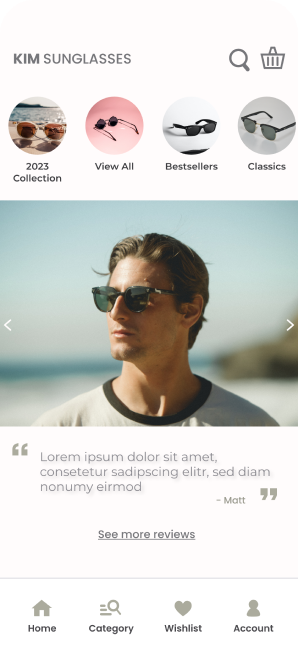 KIM SUNGLASSES
2023
Collection
View All
Bestsellers
Classics
“
Lorem ipsum dolor sit amet,
consetetur sadipscing elitr, sed diam
nonumy eirmod
- Matt ”
See more reviews
Home
Category
Wishlist
Account